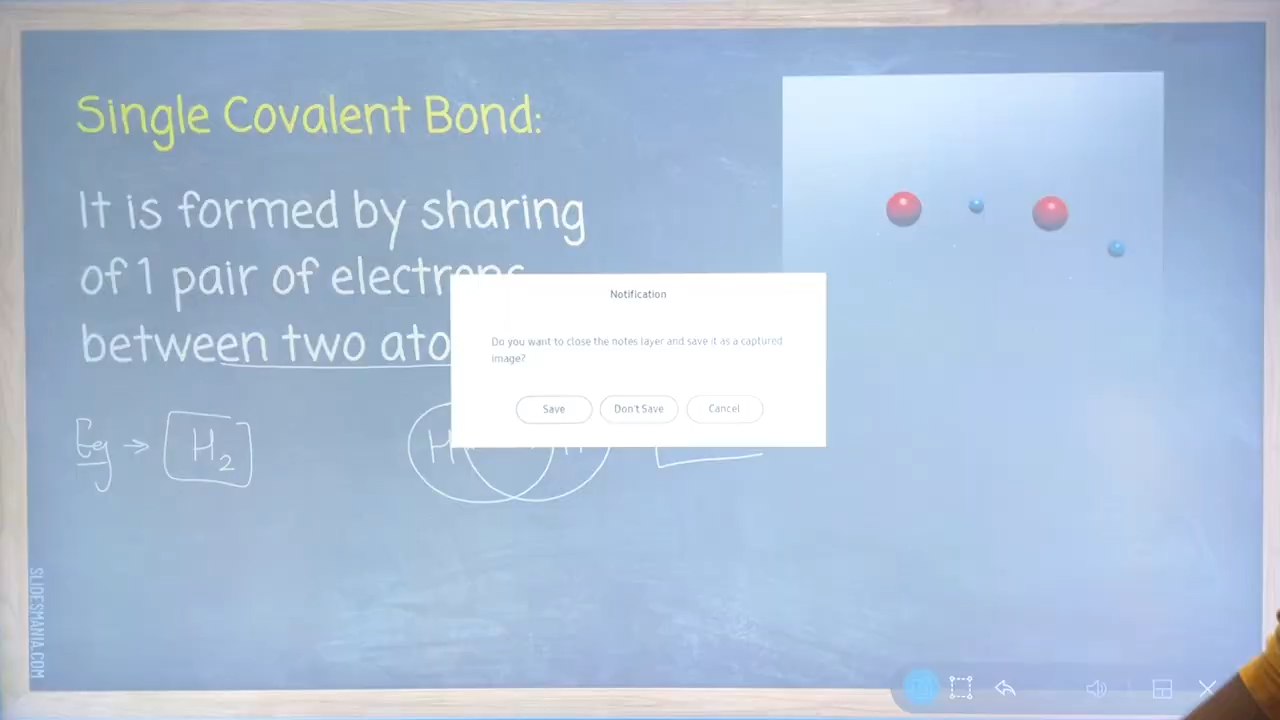 Single Covalent Bond:
It is formed by sharing
of 1 pair of electrons
between two ato
Notification
Do you want to close the notes layer and save it as a captured
image?
Save Don't Save Cancel
Eg → H2
H H
SLIDESMANIA.COM